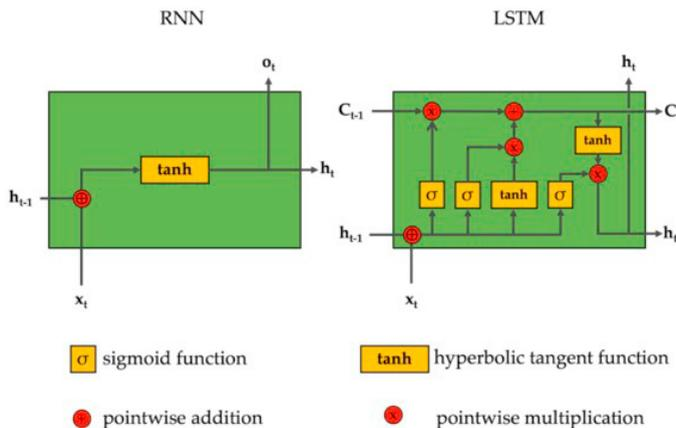 RNN
LSTM
oₜ
tanh
hₜ
hₜ₋₁
xₜ
hₜ
Cₜ₋₁
C
x
+
x
tanh
x
σ
σ
tanh
σ
hₜ₋₁
hₜ
xₜ
σ sigmoid function
tanh hyperbolic tangent function
+ pointwise addition
x pointwise multiplication